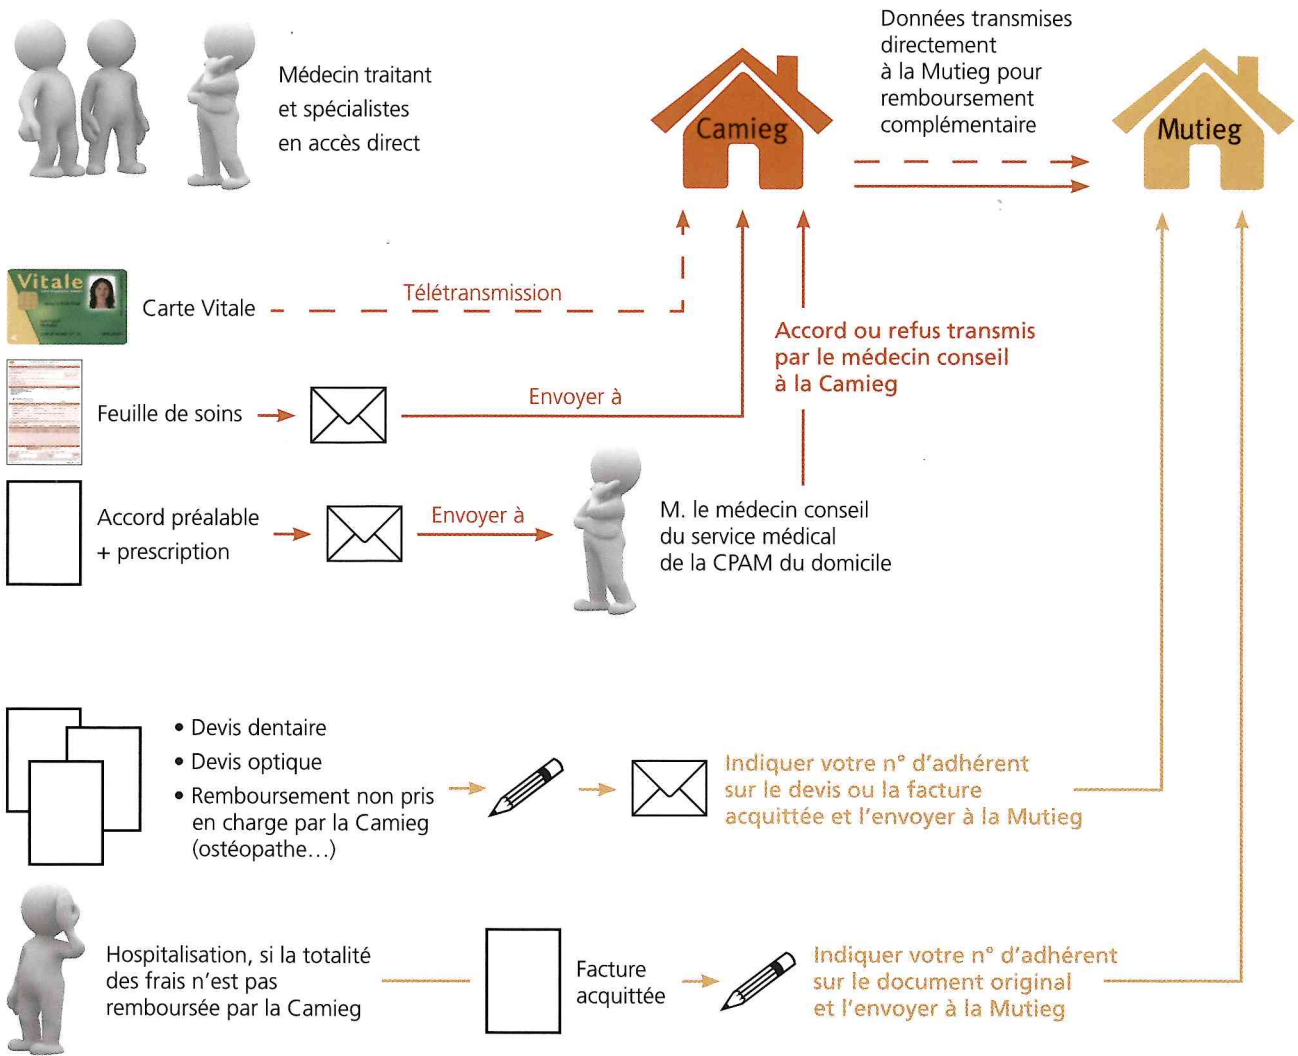 Données transmises
directement
à la Mutieg pour
remboursement
complémentaire
Médecin traitant
et spécialistes
en accès direct
Camieg
Mutieg
Vitale
Carte Vitale
Télétransmission
Accord ou refus transmis
par le médecin conseil
à la Camieg
Feuille de soins
Envoyer à
Accord préalable
+ prescription
Envoyer à
M. le médecin conseil
du service médical
de la CPAM du domicile
• Devis dentaire
• Devis optique
• Remboursement non pris
en charge par la Camieg
(ostéopathe...)
Indiquer votre n° d'adhérent
sur le devis ou la facture
acquittée et l'envoyer à la Mutieg
Hospitalisation, si la totalité
des frais n'est pas
remboursée par la Camieg
Facture
acquittée
Indiquer votre n° d'adhérent
sur le document original
et l'envoyer à la Mutieg